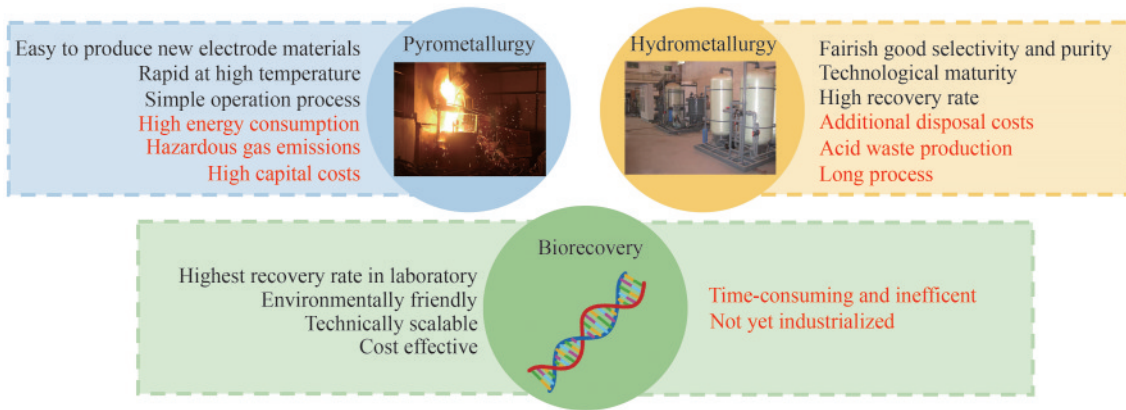 Pyrometallurgy
Easy to produce new electrode materials
Rapid at high temperature
Simple operation process
High energy consumption
Hazardous gas emissions
High capital costs
Hydrometallurgy
Fairish good selectivity and purity
Technological maturity
High recovery rate
Additional disposal costs
Acid waste production
Long process
Biorecovery
Highest recovery rate in laboratory
Environmentally friendly
Technically scalable
Cost effective
Time-consuming and inefficent
Not yet industrialized